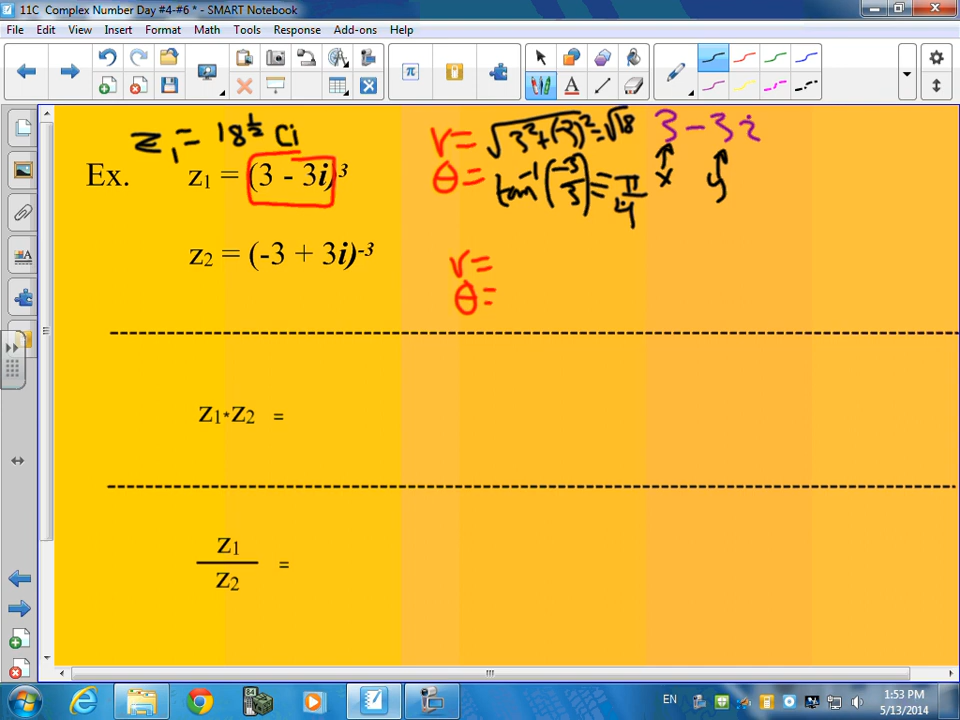 11C Complex Number Day #4-#6 * - SMART Notebook
File Edit View Insert Format Math Tools Response Add-ons Help
z₁ = 18^½ Ci
r= √3²+(-3)² = √18 3 - 3i
Ex. z₁ = (3 - 3i)³
θ= tan⁻¹(-3/3) = π/4 x y
z₂ = (-3 + 3i)⁻³
r=
θ=
z₁*z₂ =
z₁/z₂ =
EN
1:53 PM
5/13/2014